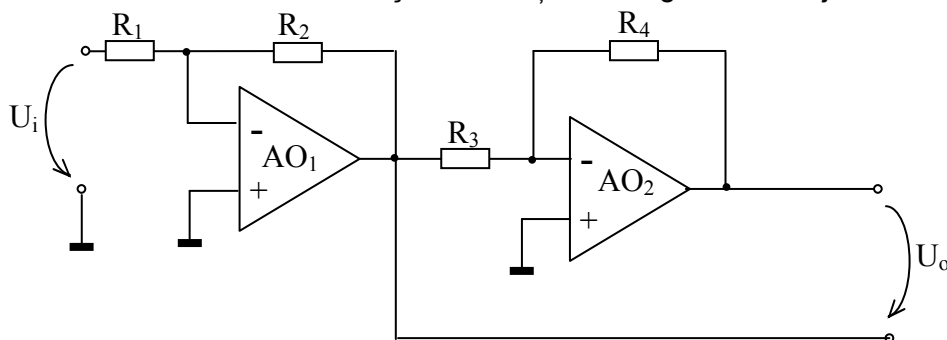 R₁
R₂
R₄
Uᵢ
-
AO₁
+
R₃
-
AO₂
+
Uₒ